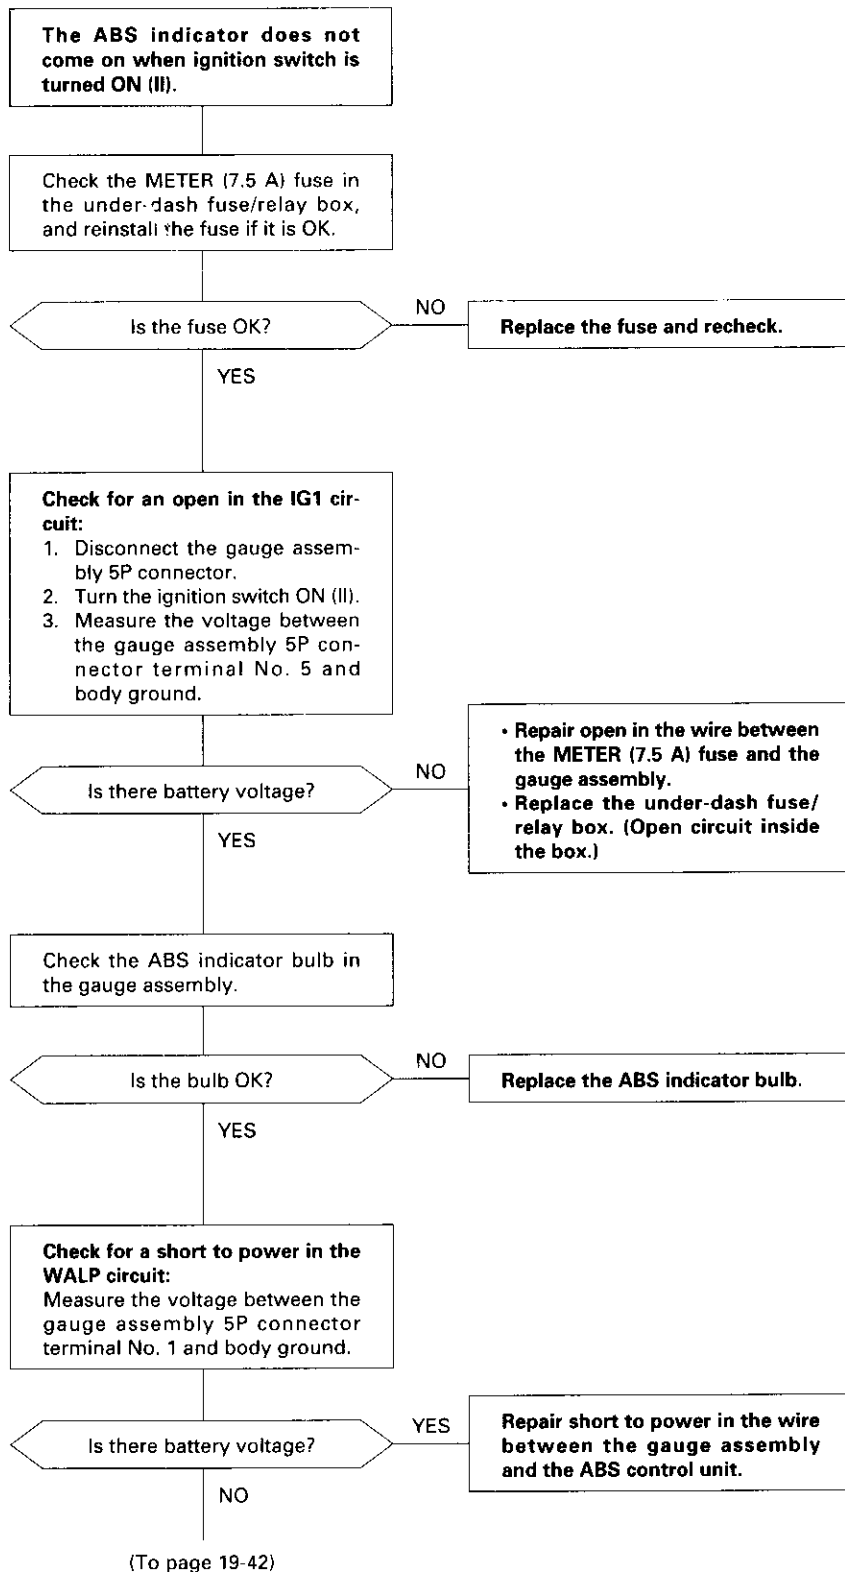 The ABS indicator does not
come on when ignition switch is
turned ON (II).
Check the METER (7.5 A) fuse in
the under-dash fuse/relay box,
and reinstall the fuse if it is OK.
Is the fuse OK?
NO
Replace the fuse and recheck.
YES
Check for an open in the IG1 cir-
cuit:
1. Disconnect the gauge assem-
bly 5P connector.
2. Turn the ignition switch ON (II).
3. Measure the voltage between
the gauge assembly 5P con-
nector terminal No. 5 and
body ground.
Is there battery voltage?
NO
• Repair open in the wire between
the METER (7.5 A) fuse and the
gauge assembly.
• Replace the under-dash fuse/
relay box. (Open circuit inside
the box.)
YES
Check the ABS indicator bulb in
the gauge assembly.
Is the bulb OK?
NO
Replace the ABS indicator bulb.
YES
Check for a short to power in the
WALP circuit:
Measure the voltage between the
gauge assembly 5P connector
terminal No. 1 and body ground.
Is there battery voltage?
YES
Repair short to power in the wire
between the gauge assembly
and the ABS control unit.
NO
(To page 19-42)